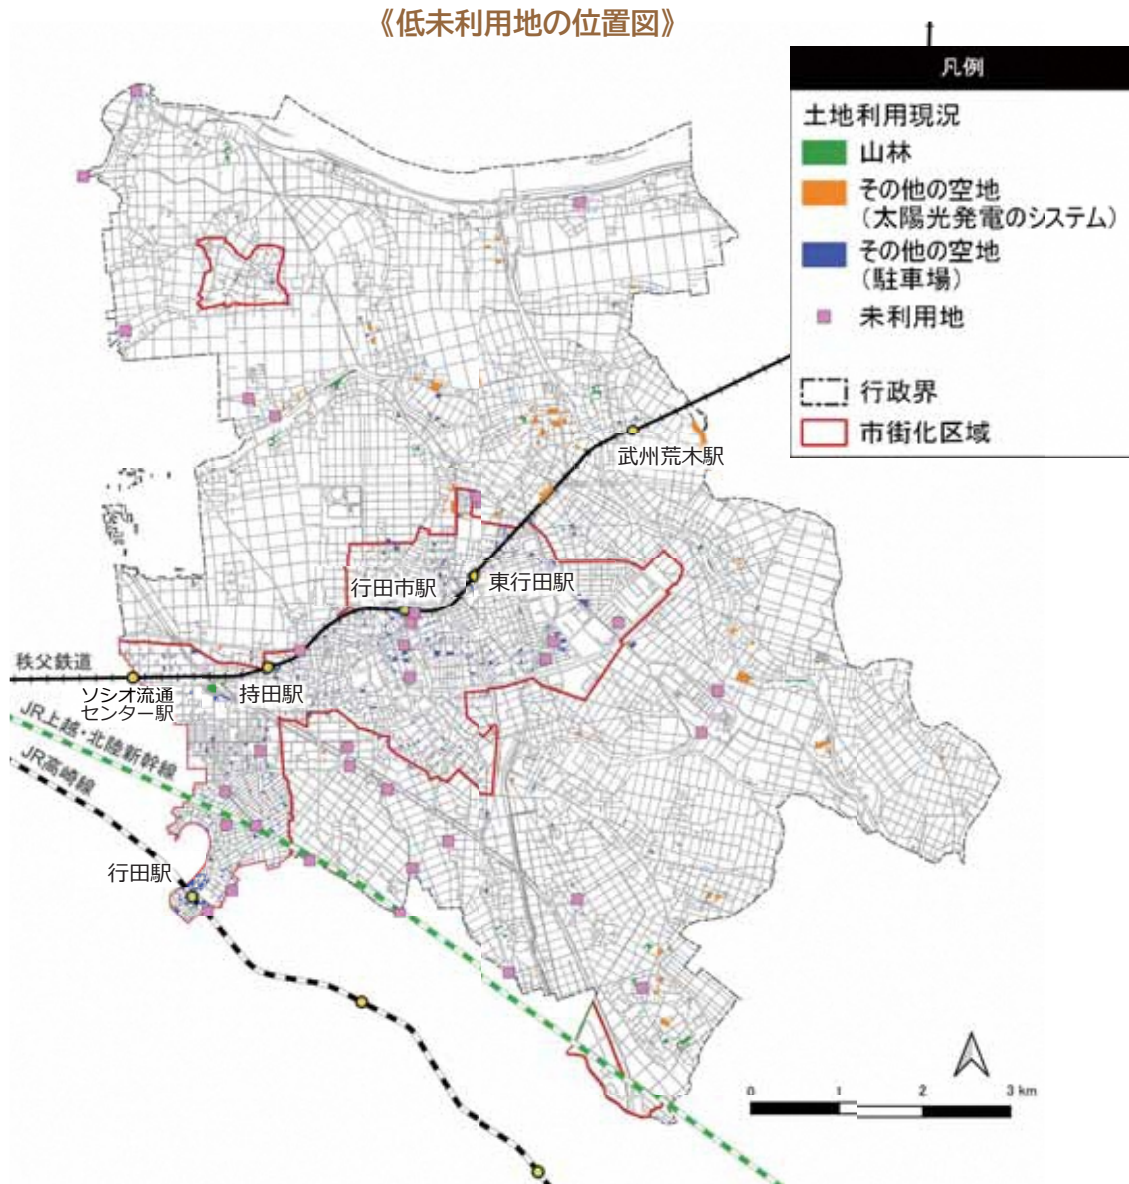 《低未利用地の位置図》
凡例
土地利用現況
山林
その他の空地
(太陽光発電のシステム)
その他の空地
(駐車場)
未利用地
行政界
市街化区域
武州荒木駅
東行田駅
行田市駅
秩父鉄道
持田駅
ソシオ流通
センター駅
JR上越・北陸新幹線
JR高崎線
行田駅
0 1 2 3 km